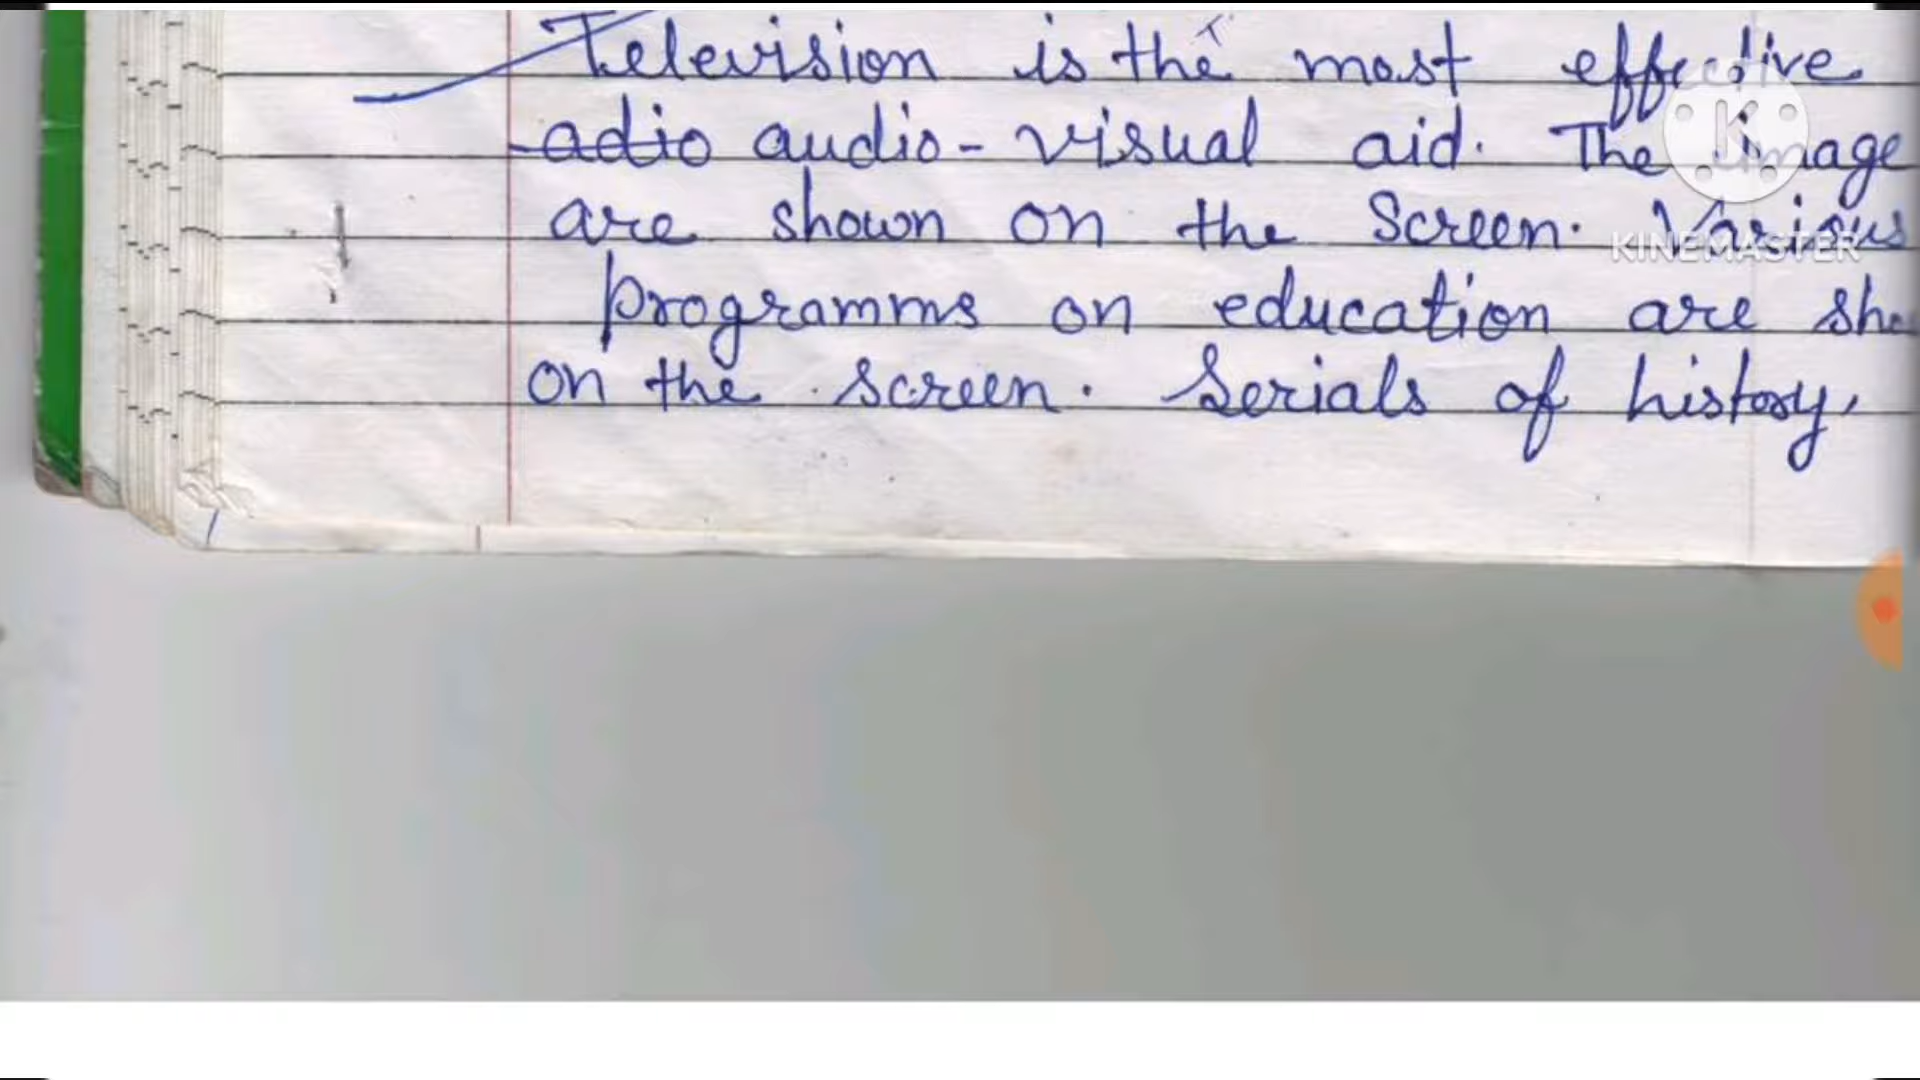 Television is the most effective
adio audio-visual aid. The image
are shown on the screen. Various
programms on education are sho
on the screen. Serials of history,
KINEMASTER